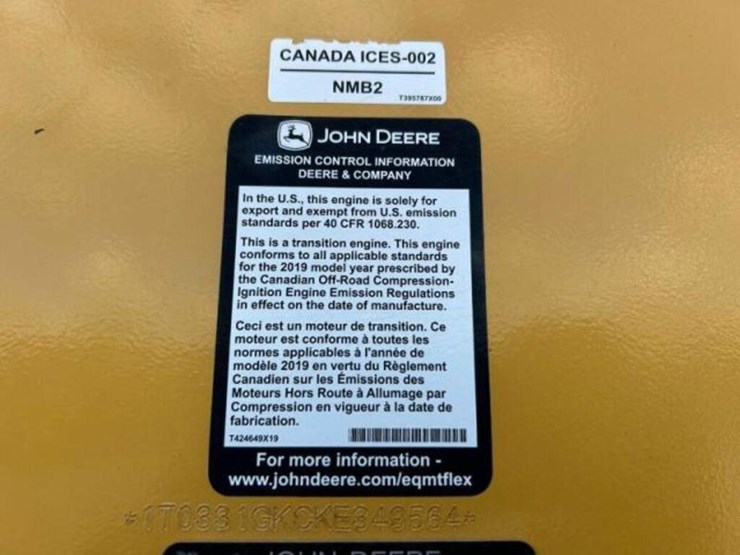 CANADA ICES-002
NMB2
T395787X00
JOHN DEERE
EMISSION CONTROL INFORMATION
DEERE & COMPANY
In the U.S., this engine is solely for
export and exempt from U.S. emission
standards per 40 CFR 1068.230.
This is a transition engine. This engine
conforms to all applicable standards
for the 2019 model year prescribed by
the Canadian Off-Road Compression-
Ignition Engine Emission Regulations
in effect on the date of manufacture.
Ceci est un moteur de transition. Ce
moteur est conforme à toutes les
normes applicables à l'année de
modèle 2019 en vertu du Règlement
Canadien sur les Émissions des
Moteurs Hors Route à Allumage par
Compression en vigueur à la date de
fabrication.
T424649X19
For more information -
www.johndeere.com/eqmtflex
JOHN DEERE